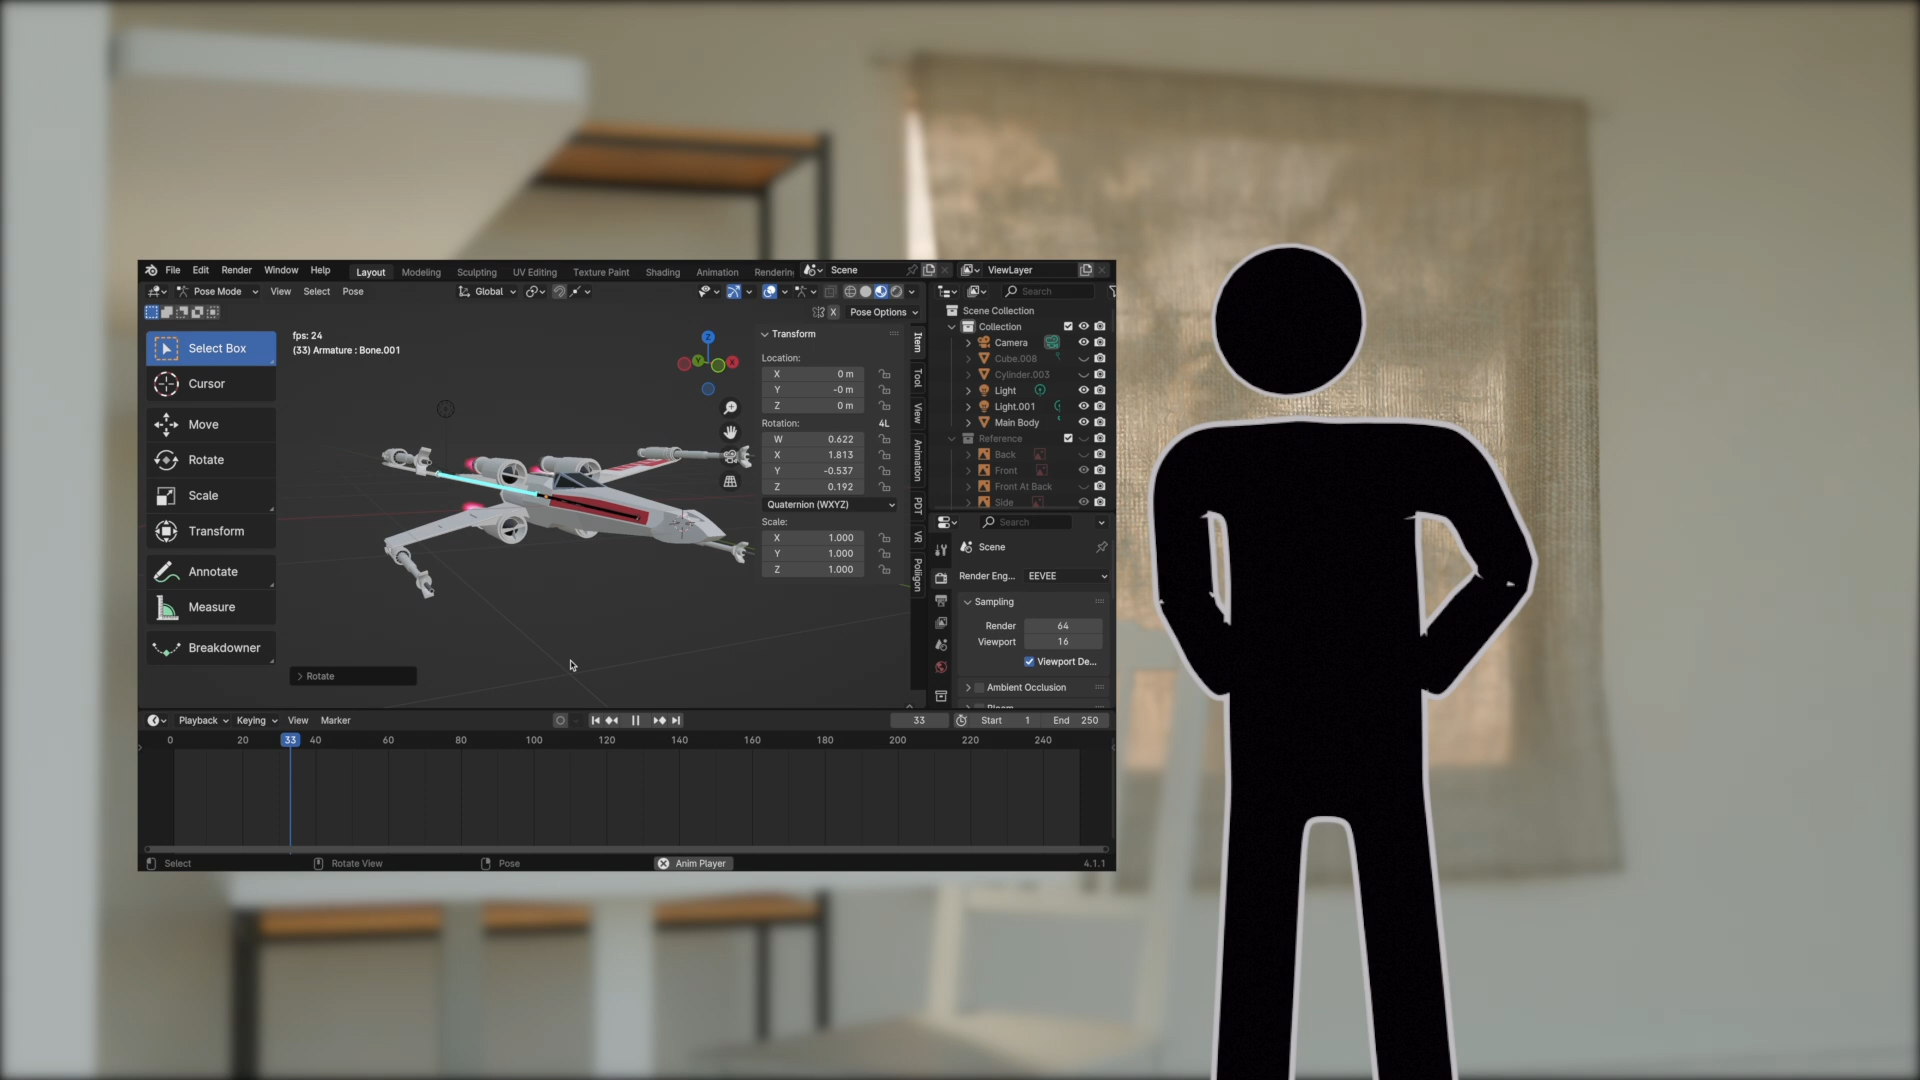 File Edit Render Window Help Layout Modeling Sculpting UV Editing Texture Paint Shading Animation Rendering Scene ViewLayer
Pose Mode View Select Pose Global Search
X Pose Options
Select Box
Cursor
Move
Rotate
Scale
Transform
Annotate
Measure
Breakdowner
fps: 24
(33) Armature : Bone.001
Z
Y
X
Rotate
Transform
Location:
X 0 m
Y -0 m
Z 0 m
Rotation: 4L
W 0.622
X 1.813
Y -0.537
Z 0.192
Quaternion (WXYZ)
Scale:
X 1.000
Y 1.000
Z 1.000
Item
Tool
View
Animation
PDT
VR
Poliigon
Scene Collection
Collection
Camera
Cube.008
Cylinder.003
Light
Light.001
Main Body
Reference
Back
Front
Front At Back
Side
Search
Scene
Render Eng... EEVEE
Sampling
Render 64
Viewport 16
Viewport De...
Ambient Occlusion
Playback Keying View Marker 33 Start 1 End 250
0 20 33 40 60 80 100 120 140 160 180 200 220 240
Select Rotate View Pose Anim Player 4.1.1